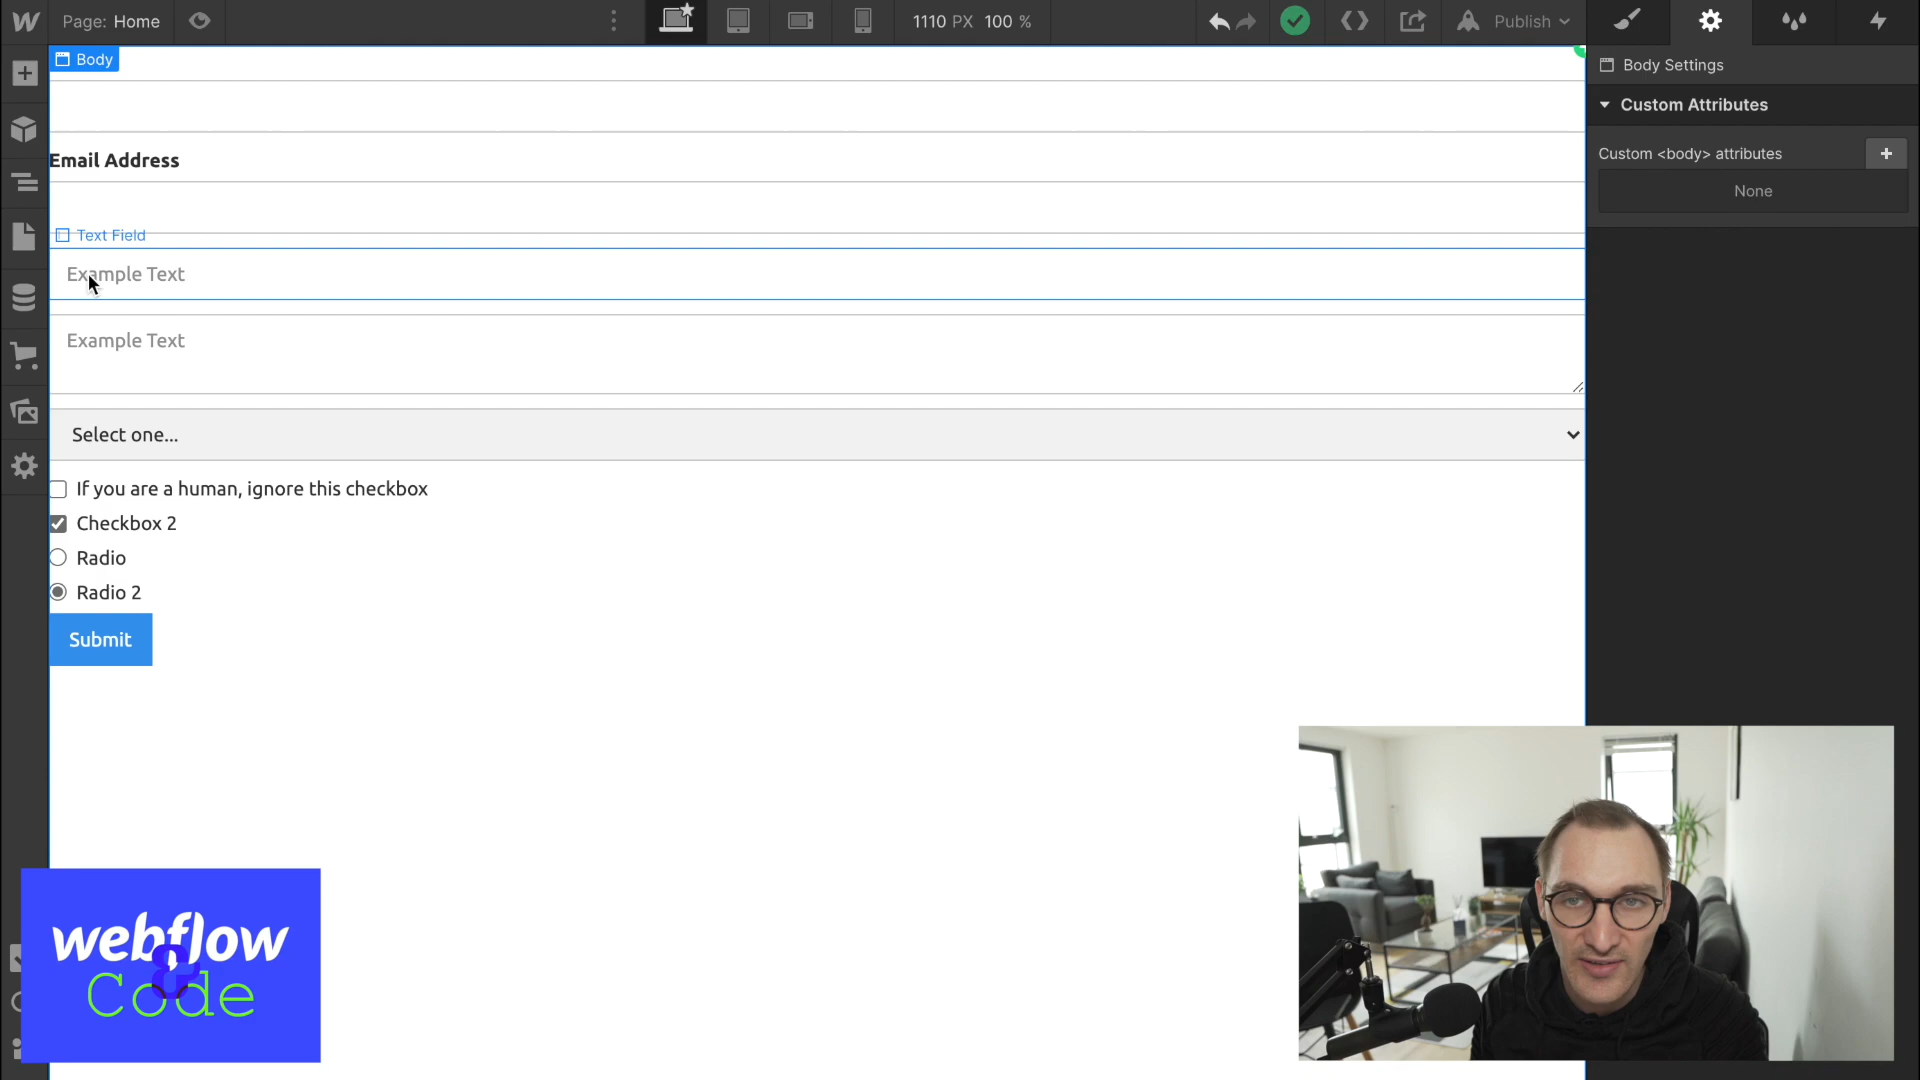 Page: Home
1110 PX 100 %
Publish
Body
Body Settings
Custom Attributes
Custom <body> attributes
None
Email Address
Text Field
Example Text
Example Text
Select one...
If you are a human, ignore this checkbox
Checkbox 2
Radio
Radio 2
Submit
webflow
&
Code